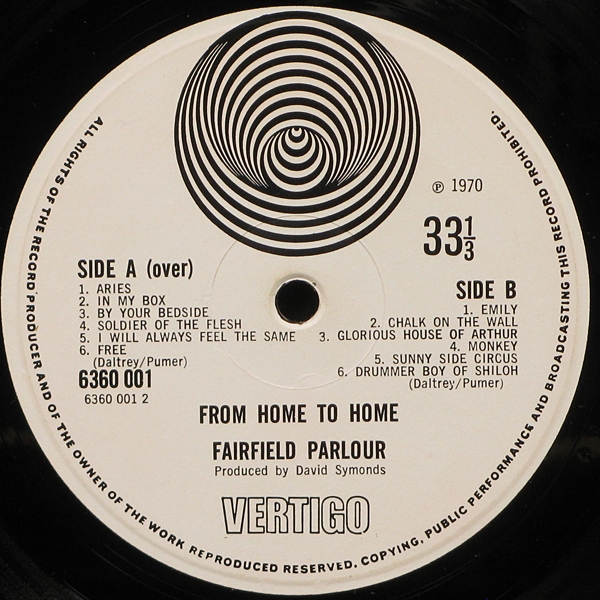 ALL RIGHTS OF THE RECORD PRODUCER AND OF THE OWNER OF THE WORK REPRODUCED RESERVED. COPYING, PUBLIC PERFORMANCE AND BROADCASTING THIS RECORD PROHIBITED.
℗ 1970
33⅓
SIDE A (over)
1. ARIES
2. IN MY BOX
3. BY YOUR BEDSIDE
4. SOLDIER OF THE FLESH
5. I WILL ALWAYS FEEL THE SAME
6. FREE
(Daltrey/Pumer)
6360 001
6360 001 2
SIDE B
1. EMILY
2. CHALK ON THE WALL
3. GLORIOUS HOUSE OF ARTHUR
4. MONKEY
5. SUNNY SIDE CIRCUS
6. DRUMMER BOY OF SHILOH
(Daltrey/Pumer)
FROM HOME TO HOME
FAIRFIELD PARLOUR
Produced by David Symonds
VERTIGO